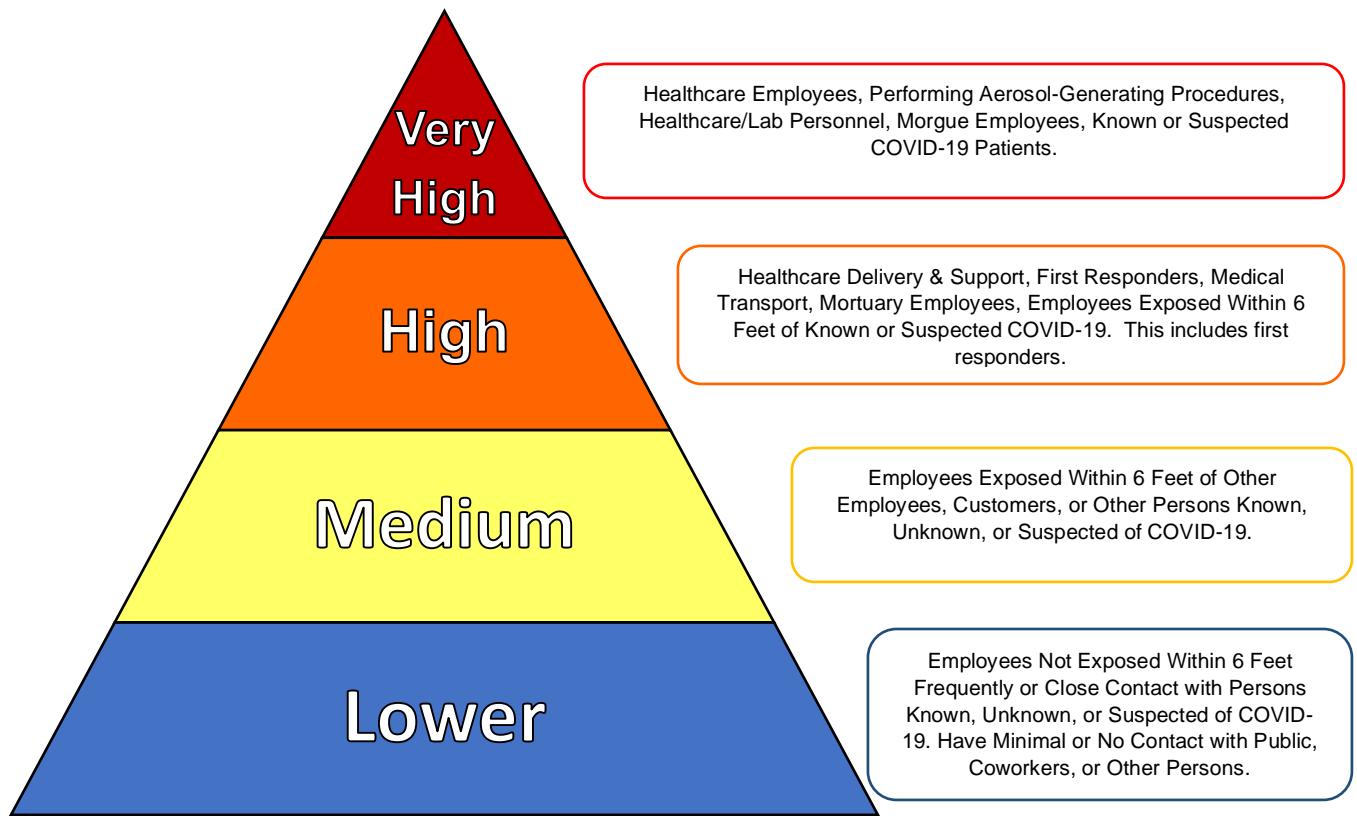 Very
High
Healthcare Employees, Performing Aerosol-Generating Procedures,
Healthcare/Lab Personnel, Morgue Employees, Known or Suspected
COVID-19 Patients.
High
Healthcare Delivery & Support, First Responders, Medical
Transport, Mortuary Employees, Employees Exposed Within 6
Feet of Known or Suspected COVID-19.  This includes first
responders.
Medium
Employees Exposed Within 6 Feet of Other
Employees, Customers, or Other Persons Known,
Unknown, or Suspected of COVID-19.
Lower
Employees Not Exposed Within 6 Feet
Frequently or Close Contact with Persons
Known, Unknown, or Suspected of COVID-
19. Have Minimal or No Contact with Public,
Coworkers, or Other Persons.